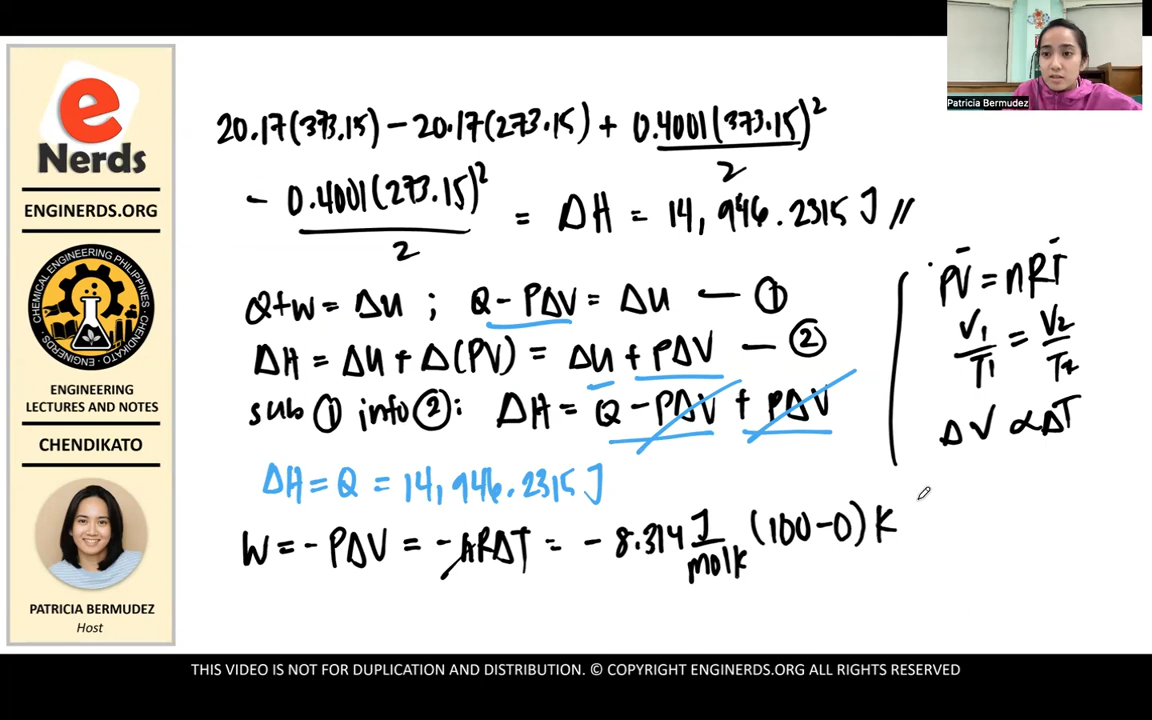 Patricia Bermudez
e
Nerds
ENGINERDS.ORG
CHEMICAL ENGINEERING PHILIPPINES
CHENDIKATO
ENGINEERING
LECTURES AND NOTES
CHENDIKATO
PATRICIA BERMUDEZ
Host
20.17(373.15) - 20.17(273.15) + 0.4001(373.15)²/2
- 0.4001(273.15)²/2 = ΔH = 14,946.2315 J //
Q+W = ΔU ; Q - PΔV = ΔU — ①
ΔH = ΔU + Δ(PV) = ΔU + PΔV — ②
sub ① into ②: ΔH = Q - PΔV + PΔV
ΔH = Q = 14,946.2315 J
W = - PΔV = - nRΔT = - 8.314 J/molK (100-0) K
PV̄ = nRT̄
V1/T1 = V2/T2
ΔV ∝ ΔT
THIS VIDEO IS NOT FOR DUPLICATION AND DISTRIBUTION. © COPYRIGHT ENGINERDS.ORG ALL RIGHTS RESERVED